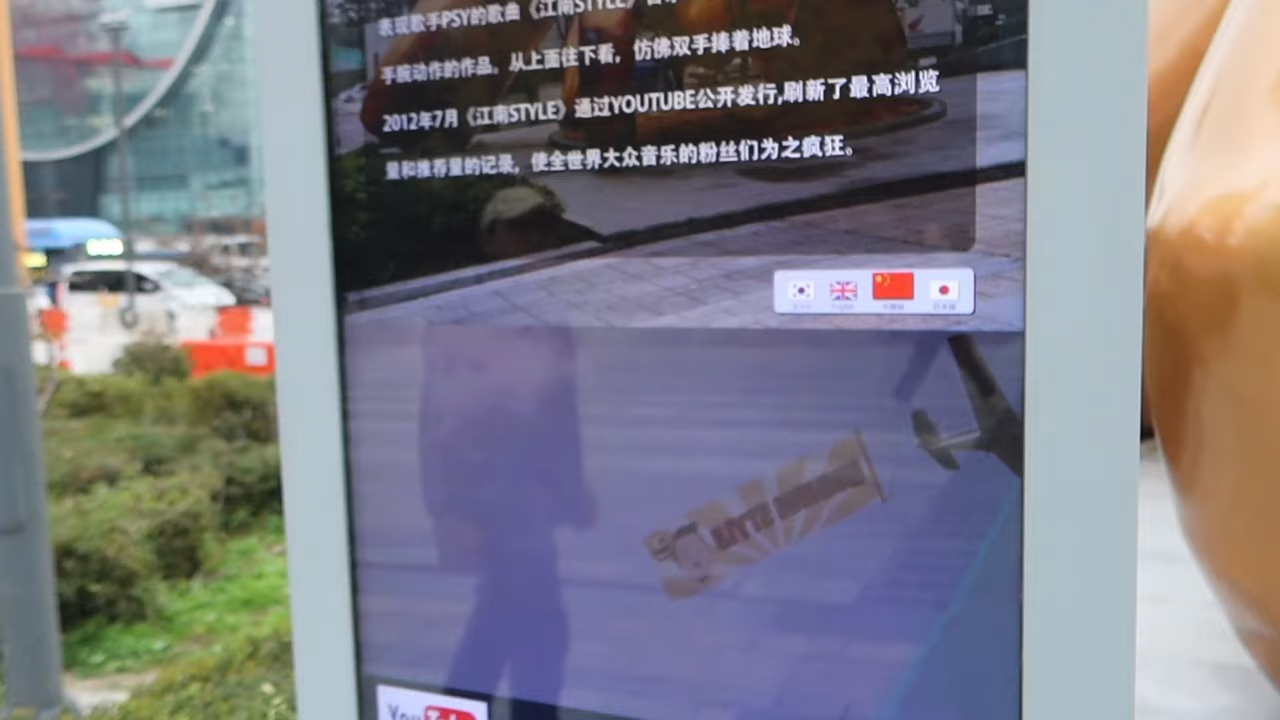 表现歌手PSY的歌曲《江南STYLE》
手腕动作的作品。从上面往下看，仿佛双手捧着地球。
2012年7月《江南STYLE》通过YOUTUBE公开发行,刷新了最高浏览
量和推荐量的记录，使全世界大众音乐的粉丝们为之疯狂。
English
YouTube